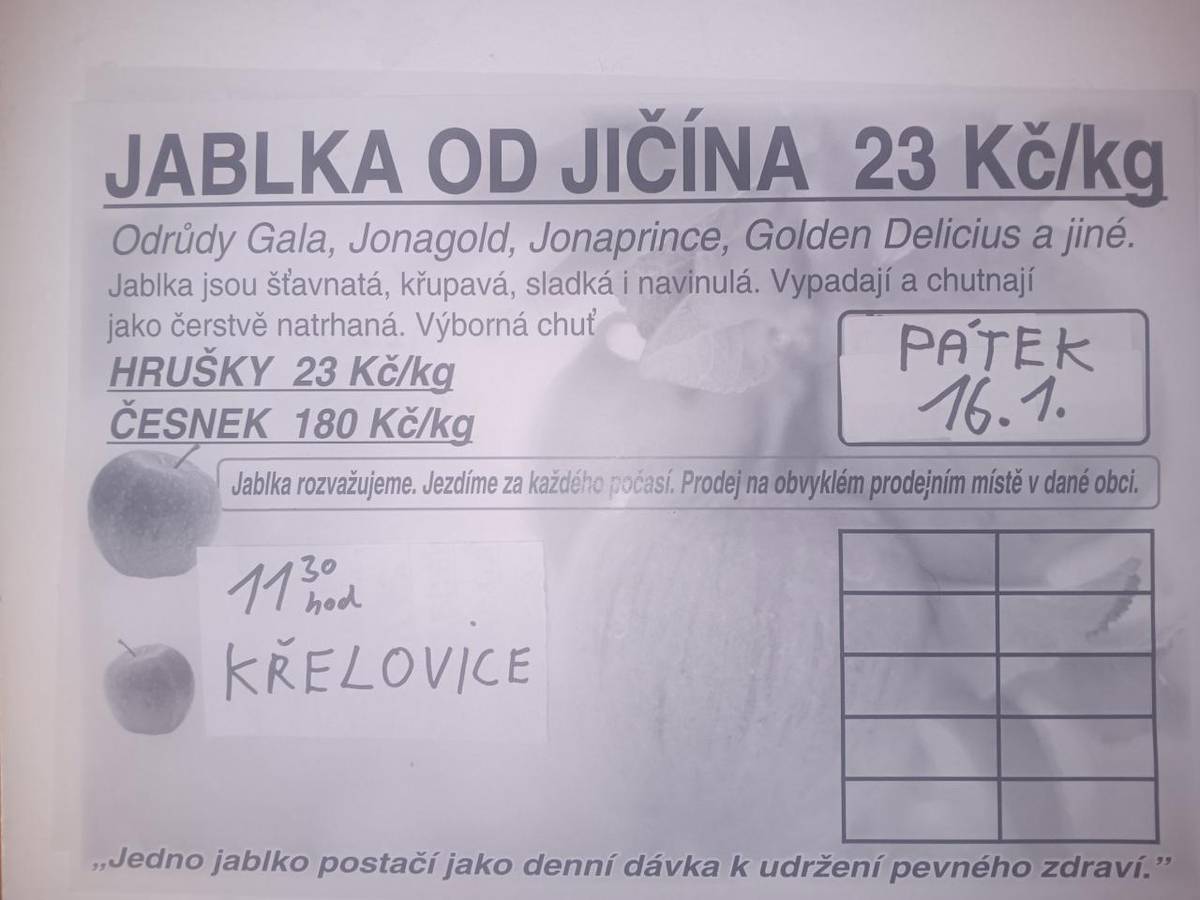 JABLKA OD JIČÍNA 23 Kč/kg
Odrůdy Gala, Jonagold, Jonaprince, Golden Delicius a jiné.
Jablka jsou šťavnatá, křupavá, sladká i navinulá. Vypadají a chutnají
jako čerstvě natrhaná. Výborná chuť
HRUŠKY 23 Kč/kg
ČESNEK 180 Kč/kg
PÁTEK
16.1.
Jablka rozvažujeme. Jezdíme za každého počasí. Prodej na obvyklém prodejním místě v dané obci.
11 30 hod
KŘELOVICE
„Jedno jablko postačí jako denní dávka k udržení pevného zdraví.”